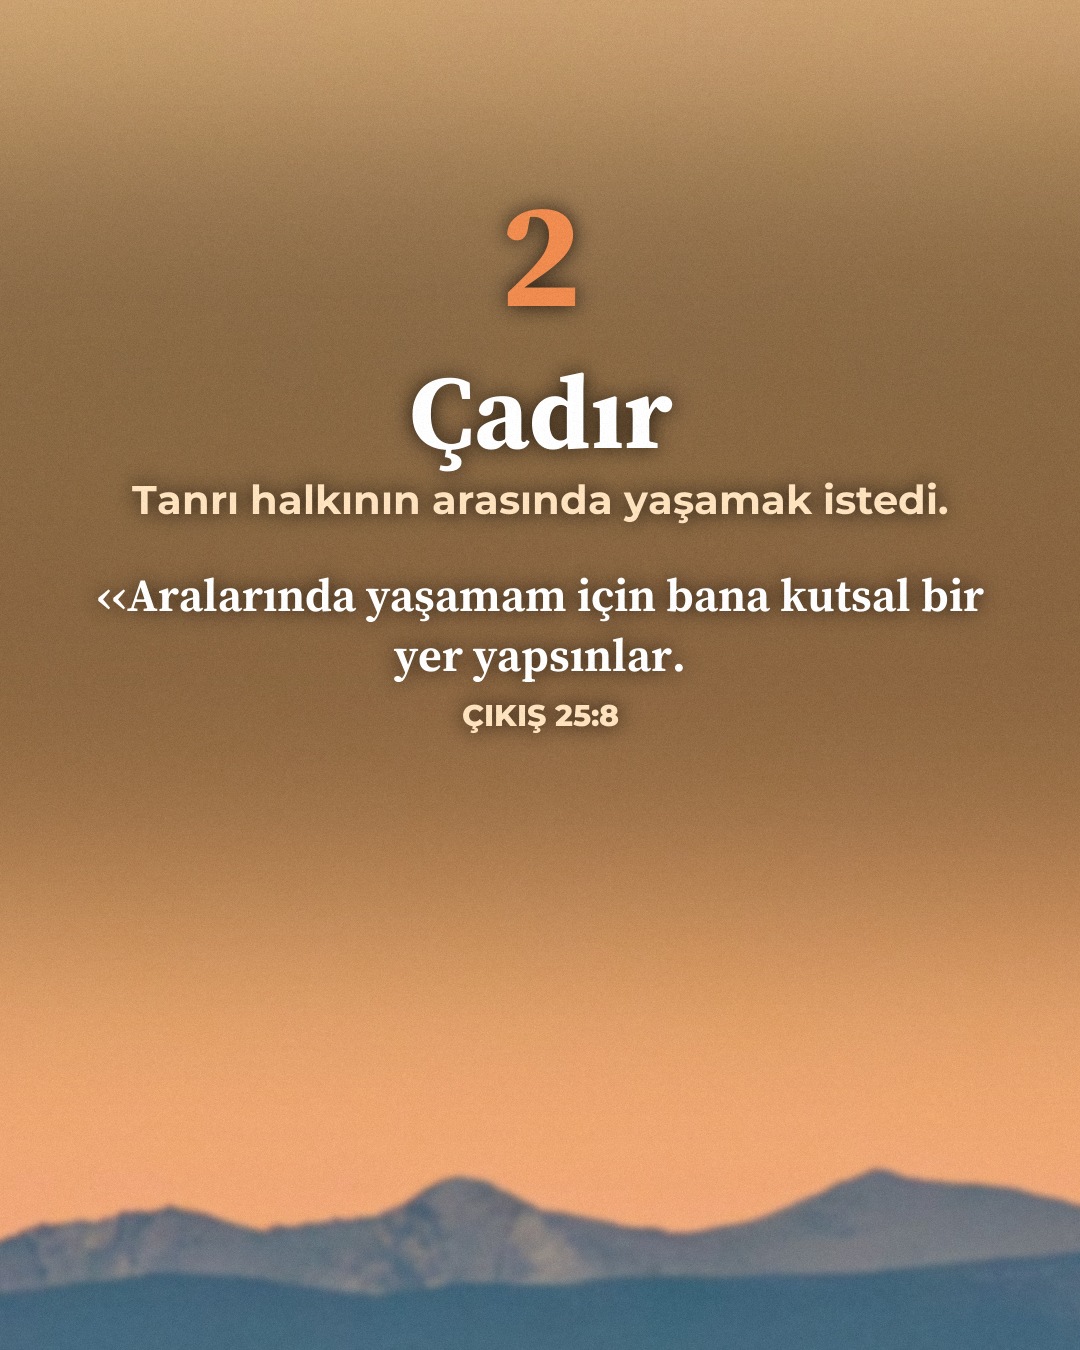 2
Çadır
Tanrı halkının arasında yaşamak istedi.
<<Aralarında yaşamam için bana kutsal bir
yer yapsınlar.
ÇIKIŞ 25:8